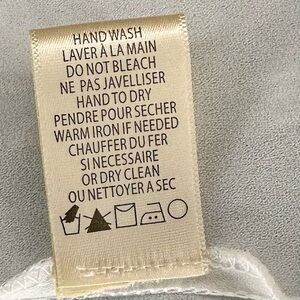 HAND WASH
LAVER À LA MAIN
DO NOT BLEACH
NE PAS JAVELLISER
HAND TO DRY
PENDRE POUR SECHER
WARM IRON IF NEEDED
CHAUFFER DU FER
SI NECESSAIRE
OR DRY CLEAN
OU NETTOYER A SEC